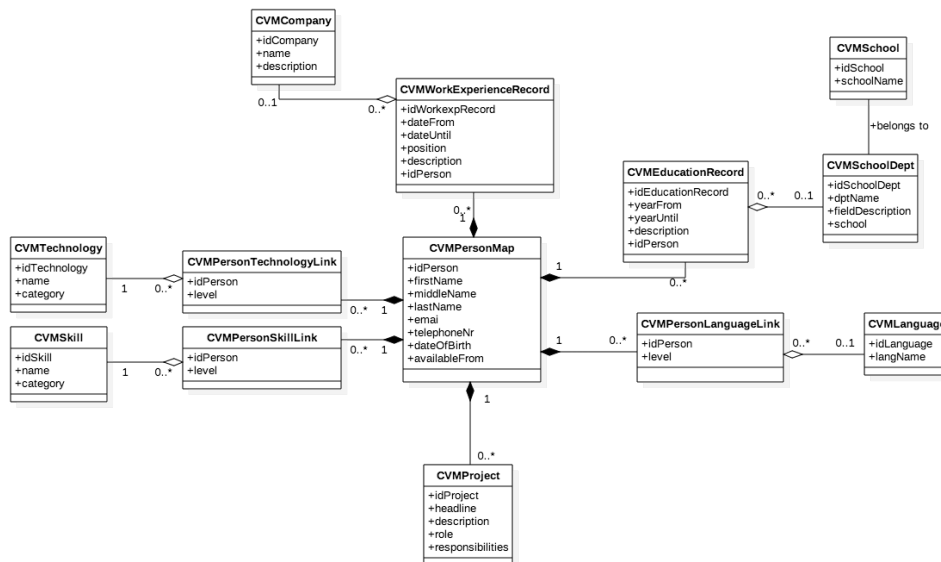 CVMCompany
+idCompany
+name
+description
0..1
0..*
CVMWorkExperienceRecord
+idWorkexpRecord
+dateFrom
+dateUntil
+position
+description
+idPerson
0..*
1
CVMSchool
+idSchool
+schoolName
+belongs to
CVMSchoolDept
+idSchoolDept
+dptName
+fieldDescription
+school
0..*
0..1
CVMEducationRecord
+idEducationRecord
+yearFrom
+yearUntil
+description
+idPerson
1
0..*
CVMTechnology
+idTechnology
+name
+category
1
0..*
CVMPersonTechnologyLink
+idPerson
+level
0..*
1
CVMPersonMap
+idPerson
+firstName
+middleName
+lastName
+emai
+telephoneNr
+dateOfBirth
+availableFrom
CVMSkill
+idSkill
+name
+category
1
0..*
CVMPersonSkillLink
+idPerson
+level
0..*
1
1
0..*
CVMPersonLanguageLink
+idPerson
+level
0..*
0..1
CVMLanguage
+idLanguage
+langName
1
0..*
CVMProject
+idProject
+headline
+description
+role
+responsibilities